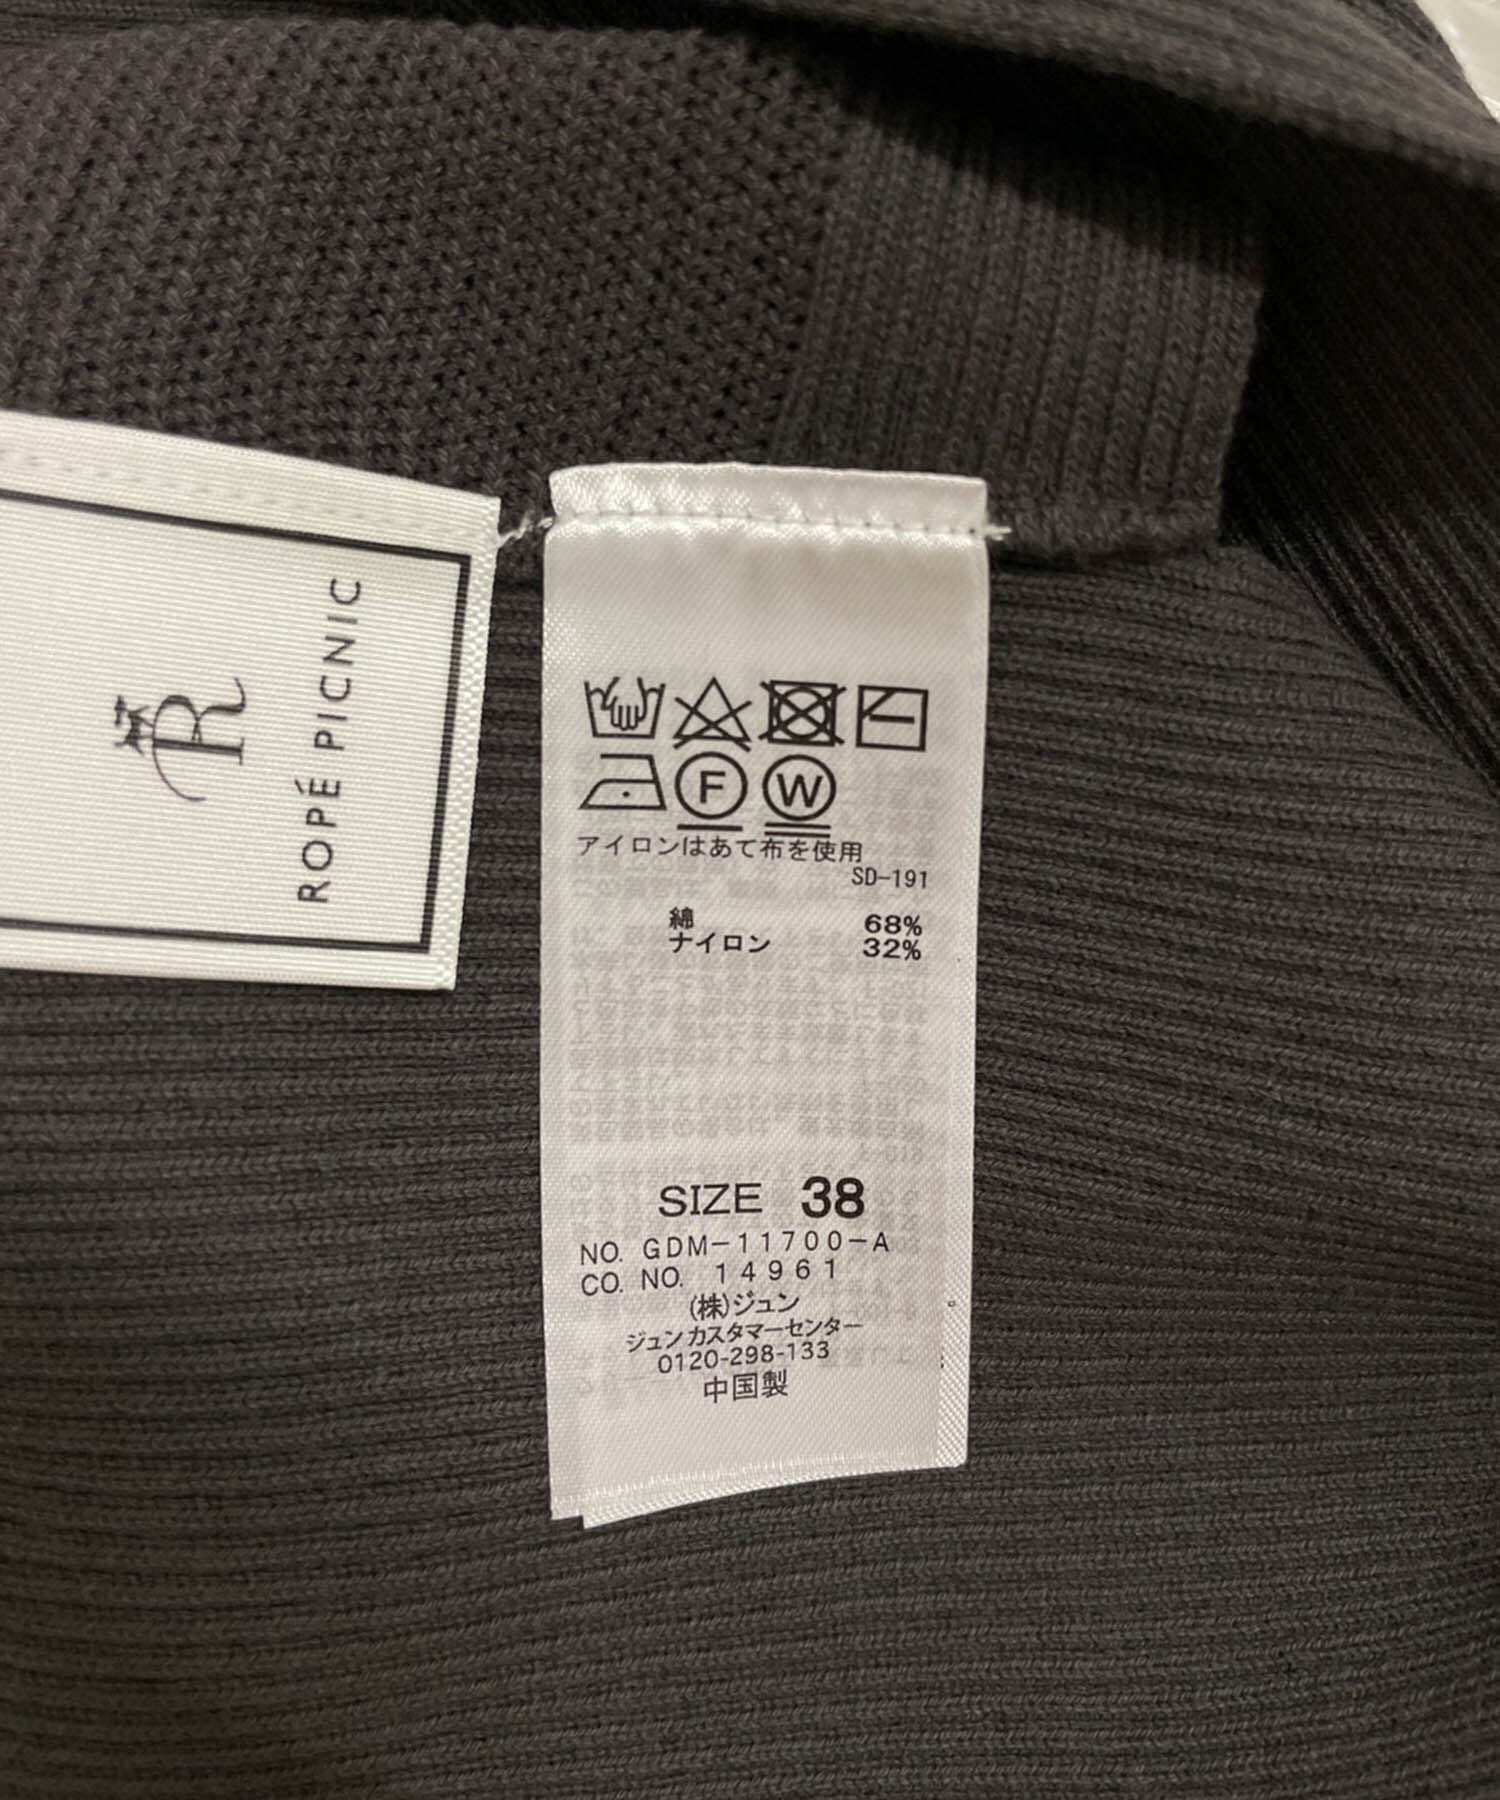 R
ROPÉ PICNIC
F W
アイロンはあて布を使用
SD-191
綿 68%
ナイロン 32%
SIZE 38
NO. GDM-11700-A
CO. NO. 14961
(株)ジュン
ジュンカスタマーセンター
0120-298-133
中国製